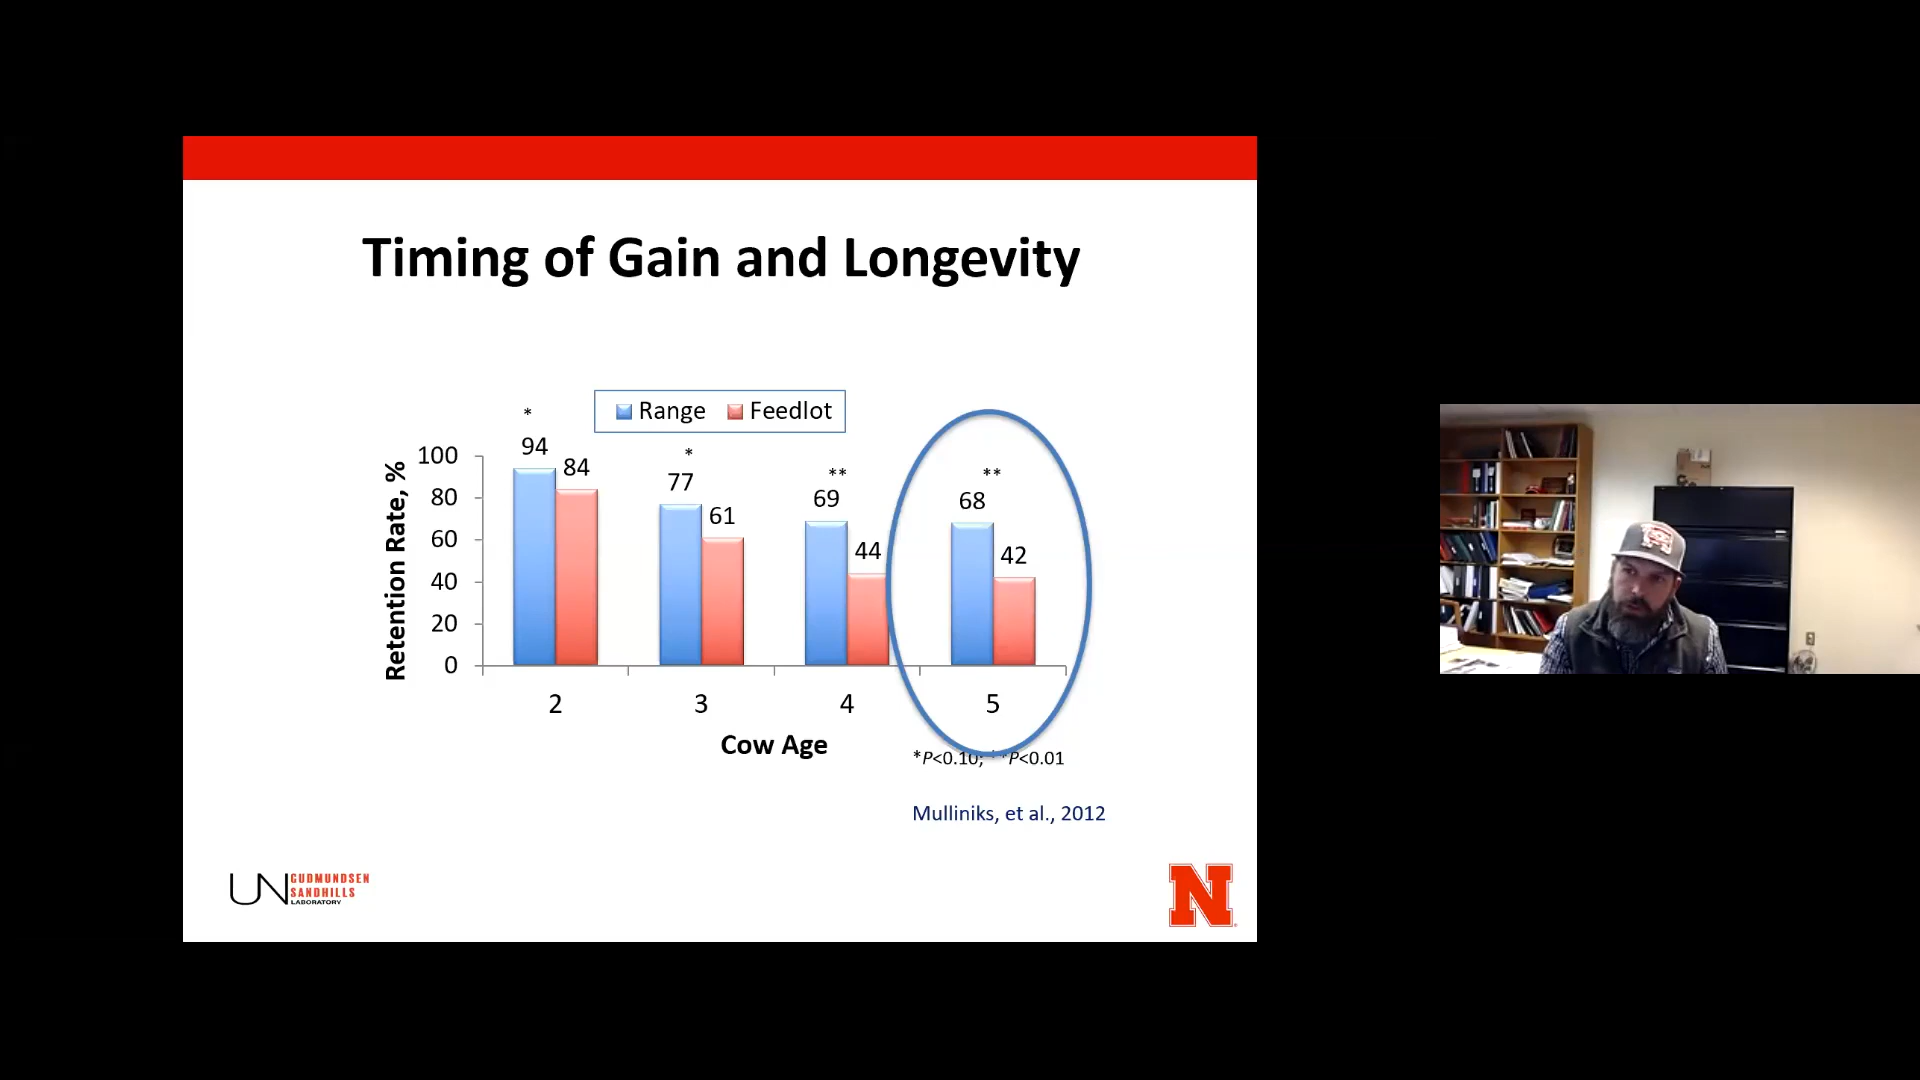 Timing of Gain and Longevity
Range Feedlot
Retention Rate, %
100
80
60
40
20
0
*
94
84
*
77
61
**
69
44
**
68
42
2 3 4 5
Cow Age
*P<0.10; **P<0.01
Mulliniks, et al., 2012
UN GUDMUNDSEN
SANDHILLS
LABORATORY
N